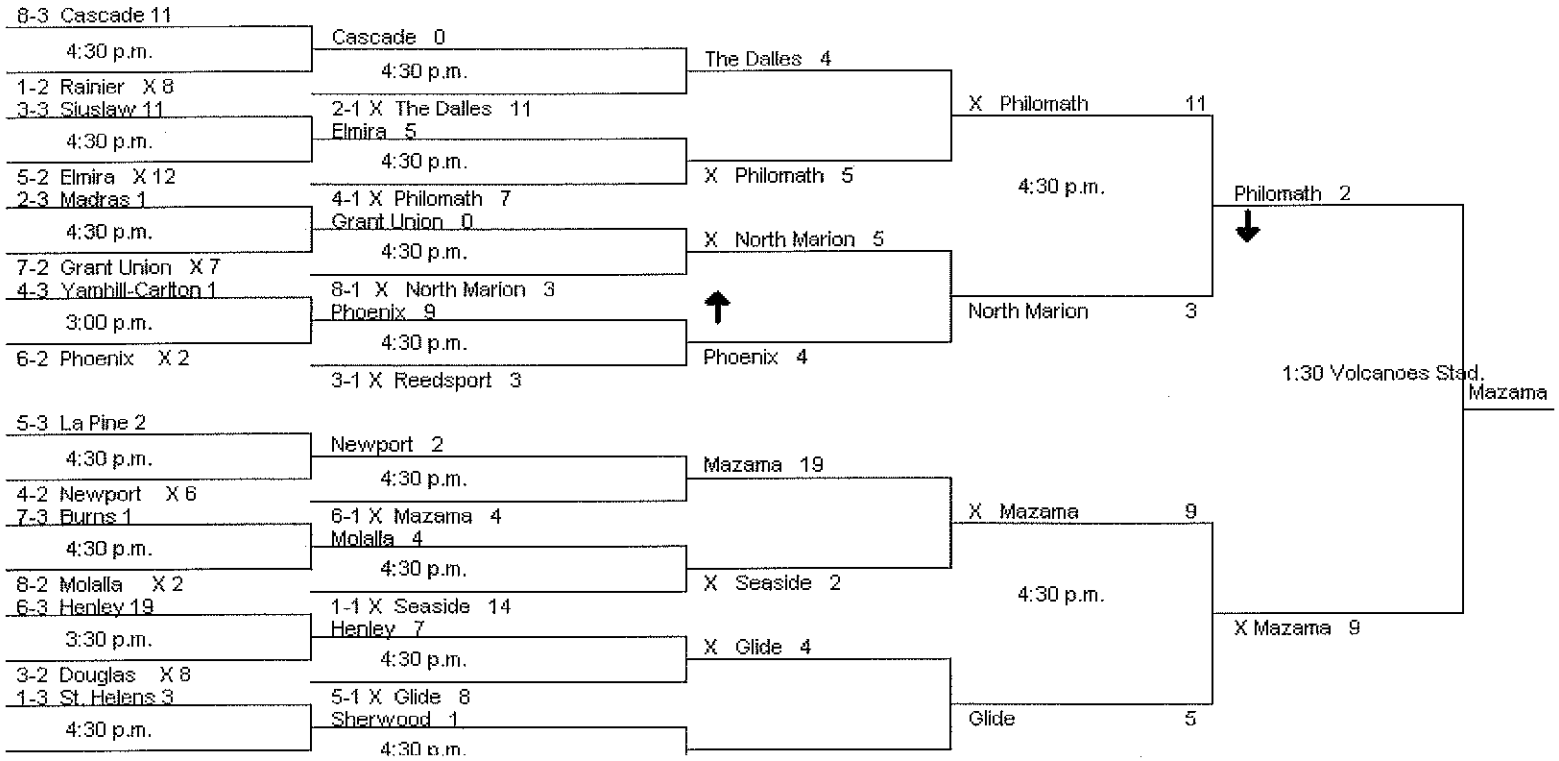 8-3 Cascade 11
4:30 p.m.
1-2 Rainier X 8
3-3 Siuslaw 11
4:30 p.m.
5-2 Elmira X 12
2-3 Madras 1
4:30 p.m.
7-2 Grant Union X 7
4-3 Yamhill-Carlton 1
3:00 p.m.
6-2 Phoenix X 2
5-3 La Pine 2
4:30 p.m.
4-2 Newport X 6
7-3 Burns 1
4:30 p.m.
8-2 Molalla X 2
6-3 Henley 19
3:30 p.m.
3-2 Douglas X 8
1-3 St. Helens 3
4:30 p.m.
Cascade 0
4:30 p.m.
2-1 X The Dalles 11
Elmira 5
4:30 p.m.
4-1 X Philomath 7
Grant Union 0
4:30 p.m.
8-1 X North Marion 3
Phoenix 9
4:30 p.m.
3-1 X Reedsport 3
Newport 2
4:30 p.m.
6-1 X Mazama 4
Molalla 4
4:30 p.m.
1-1 X Seaside 14
Henley 7
4:30 p.m.
5-1 X Glide 8
Sherwood 1
4:30 p.m.
The Dalles 4
X Philomath 5
X North Marion 5
Phoenix 4
Mazama 19
X Seaside 2
X Glide 4
X Philomath 11
4:30 p.m.
North Marion 3
X Mazama 9
4:30 p.m.
Glide 5
Philomath 2
1:30 Volcanoes Stad.
X Mazama 9
Mazama